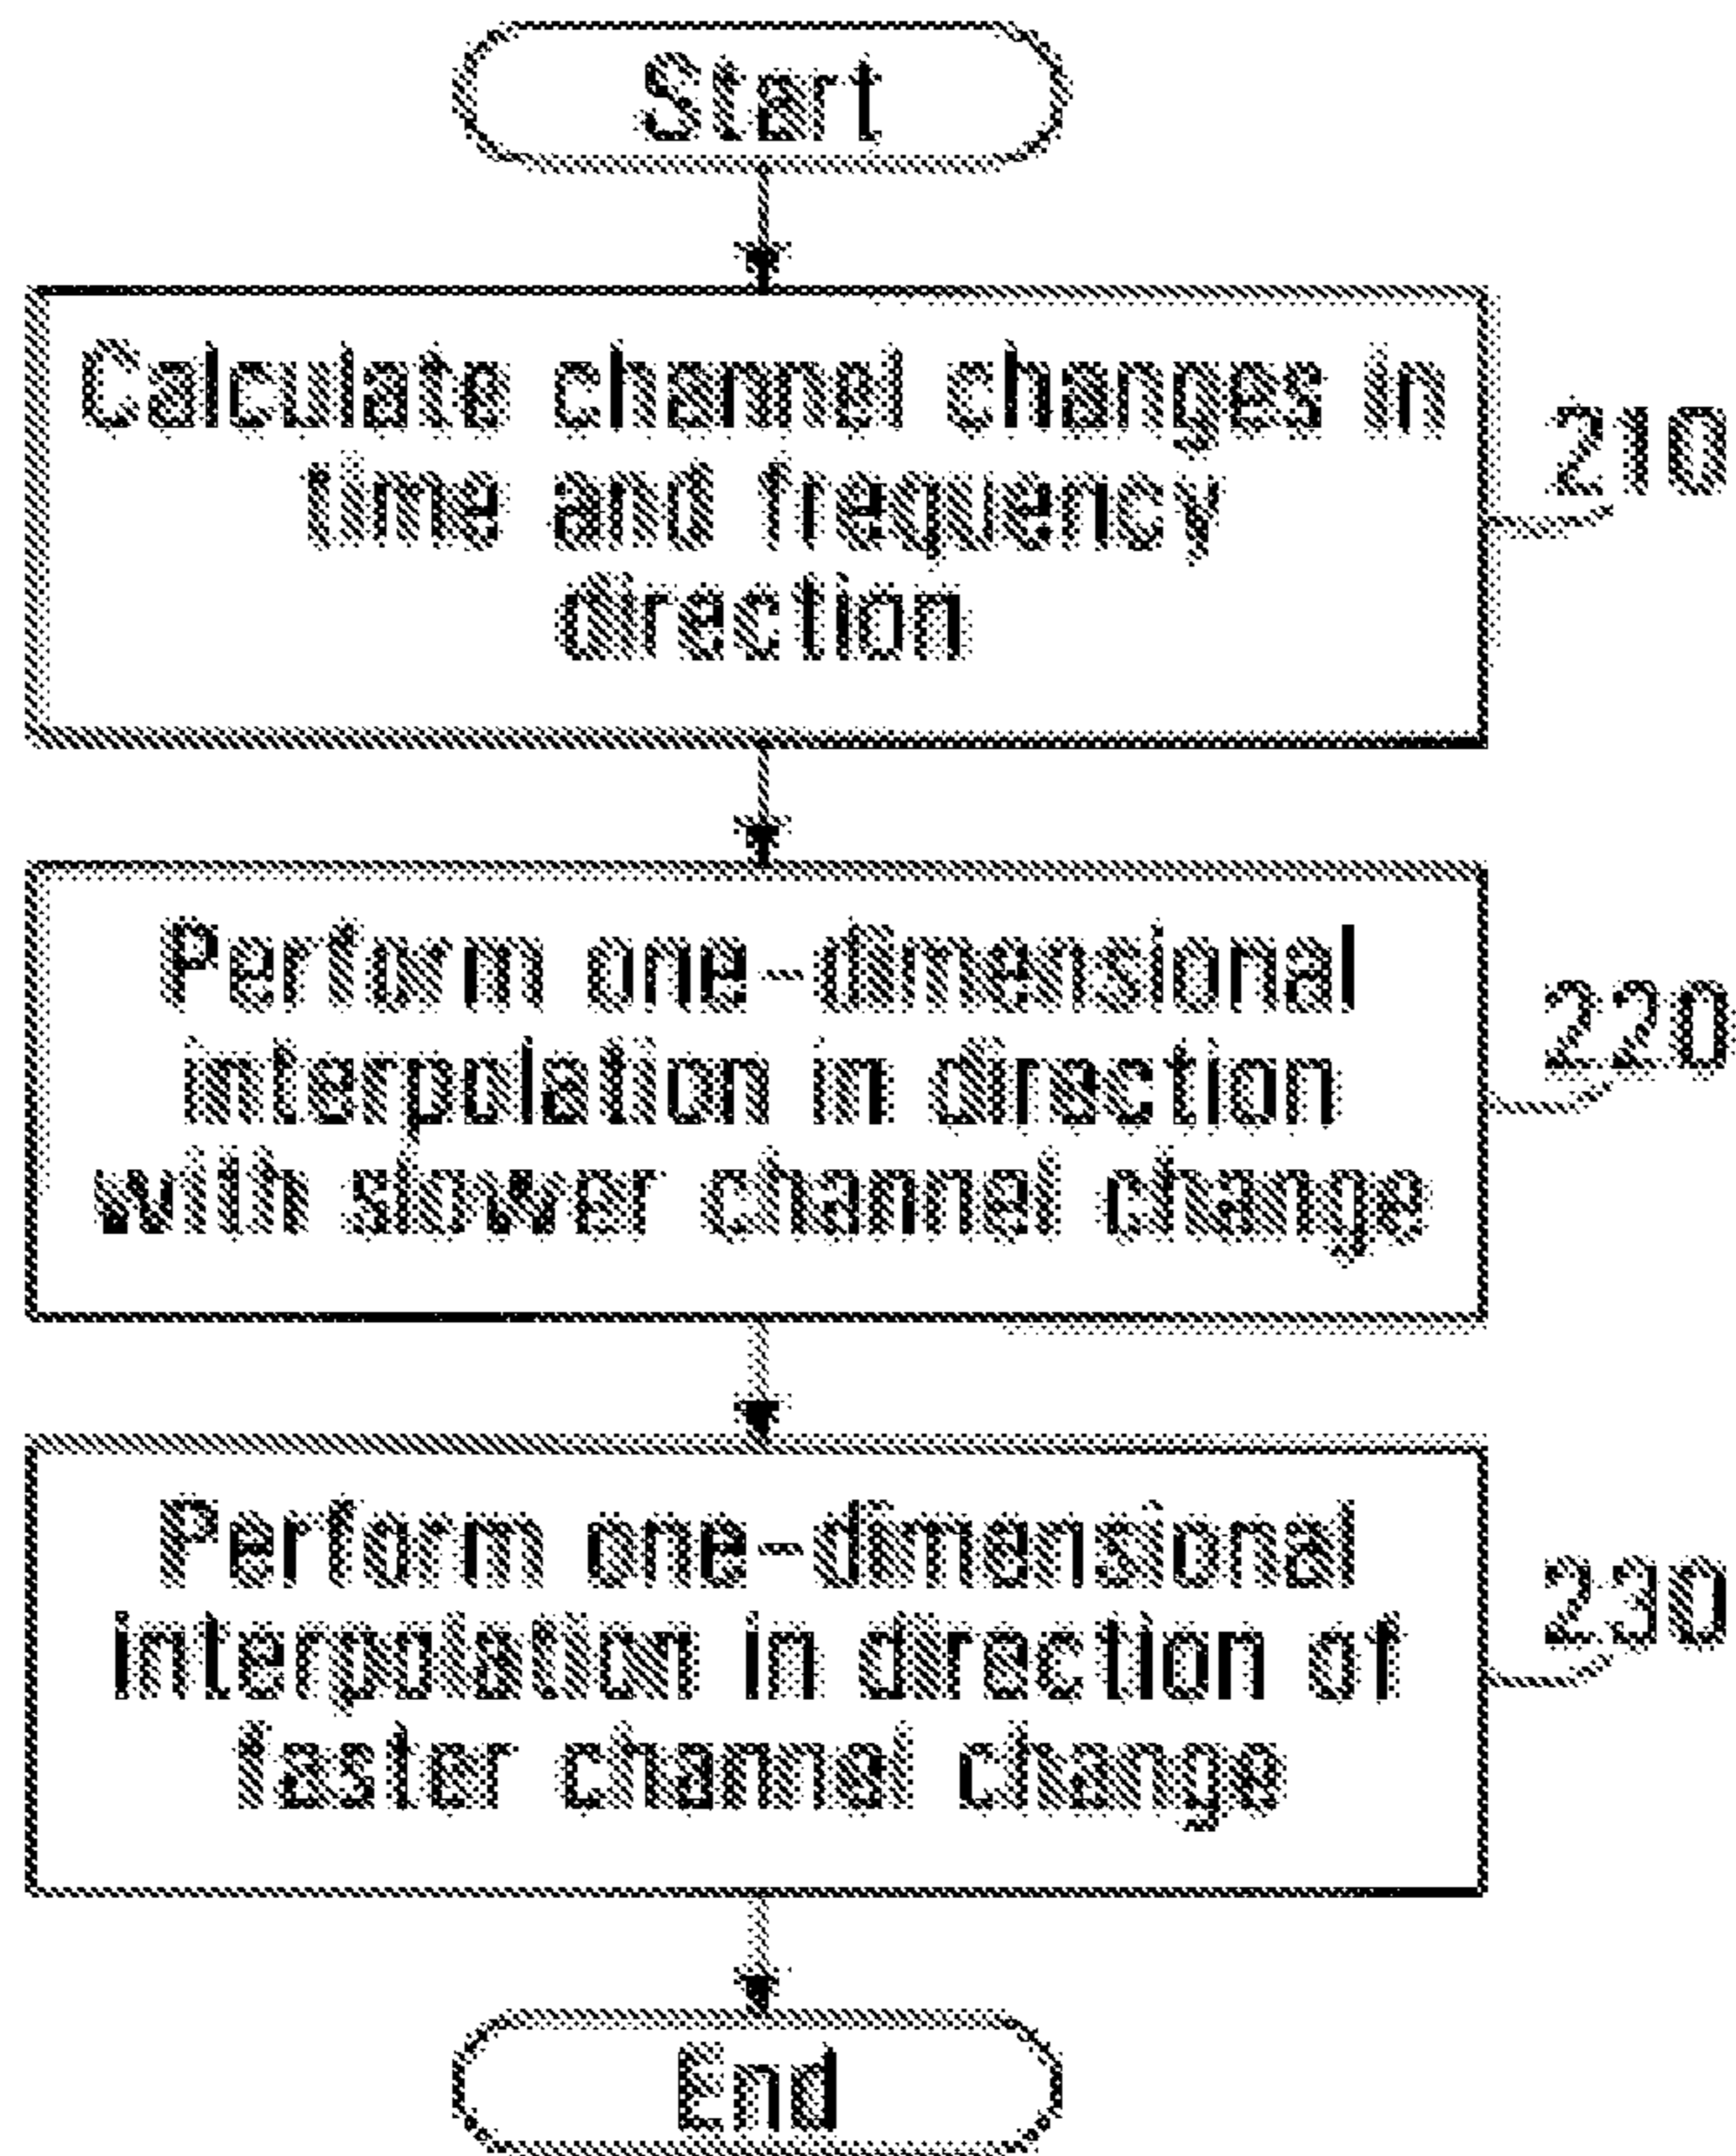 Start
Calculate channel changes in
time and frequency
direction
210
Perform one-dimensional
interpolation in direction
with slower channel change
220
Perform one-dimensional
interpolation in direction of
faster channel change
230
End